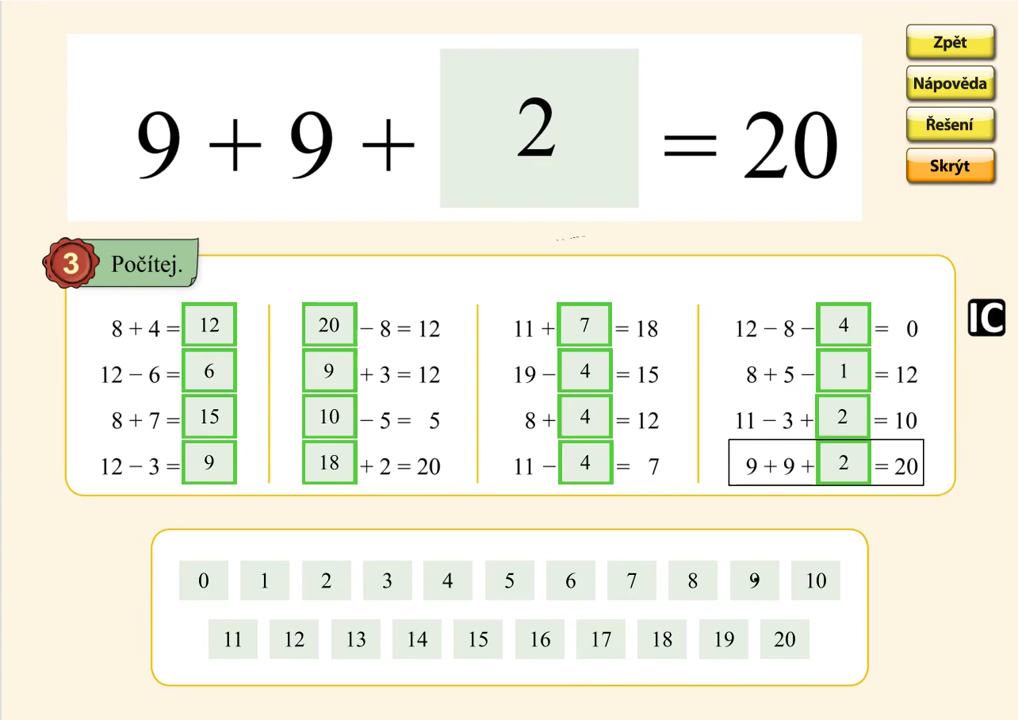 9 + 9 + 2 = 20
Zpět
Nápověda
Řešení
Skrýt
3 Počítej.
8 + 4 = 12
12 − 6 = 6
8 + 7 = 15
12 − 3 = 9
20 − 8 = 12
9 + 3 = 12
10 − 5 = 5
18 + 2 = 20
11 + 7 = 18
19 − 4 = 15
8 + 4 = 12
11 − 4 = 7
12 − 8 − 4 = 0
8 + 5 − 1 = 12
11 − 3 + 2 = 10
9 + 9 + 2 = 20
IC
0 1 2 3 4 5 6 7 8 9 10
11 12 13 14 15 16 17 18 19 20